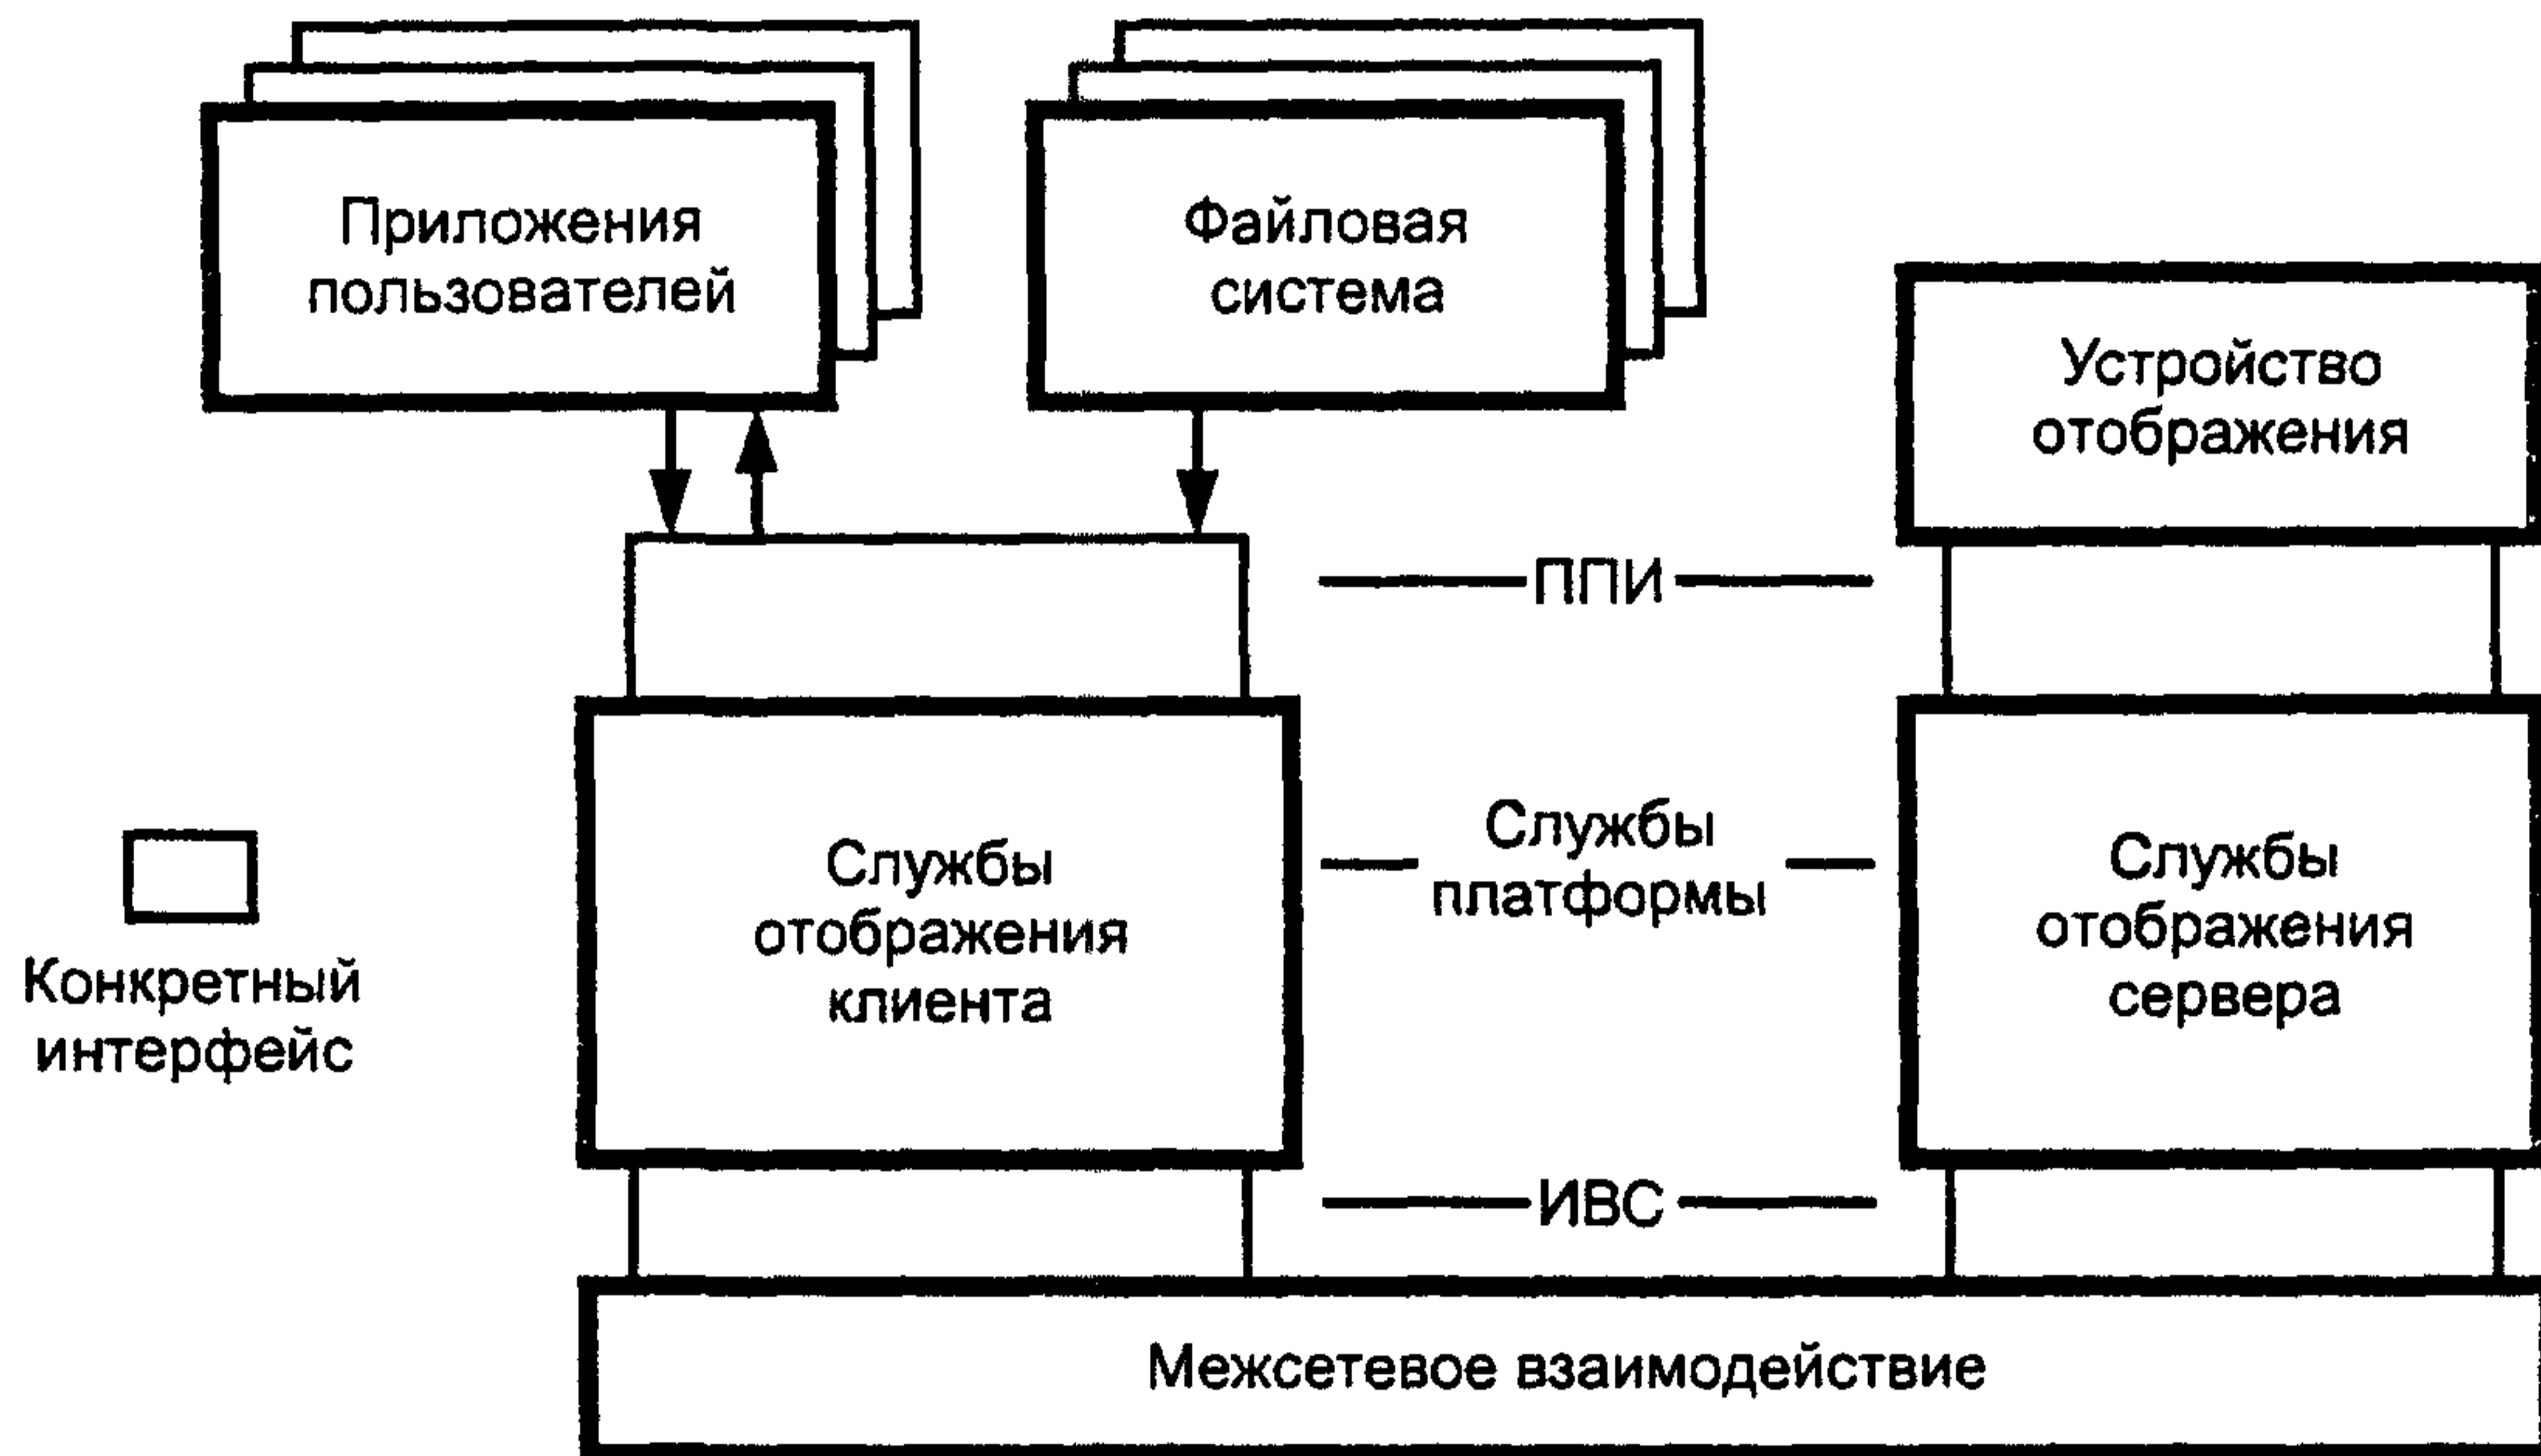 Приложения
пользователей
Файловая
система
Устройство
отображения
ППИ
Службы
отображения
клиента
Службы
платформы
Службы
отображения
сервера
Конкретный
интерфейс
ИВС
Межсетевое взаимодействие